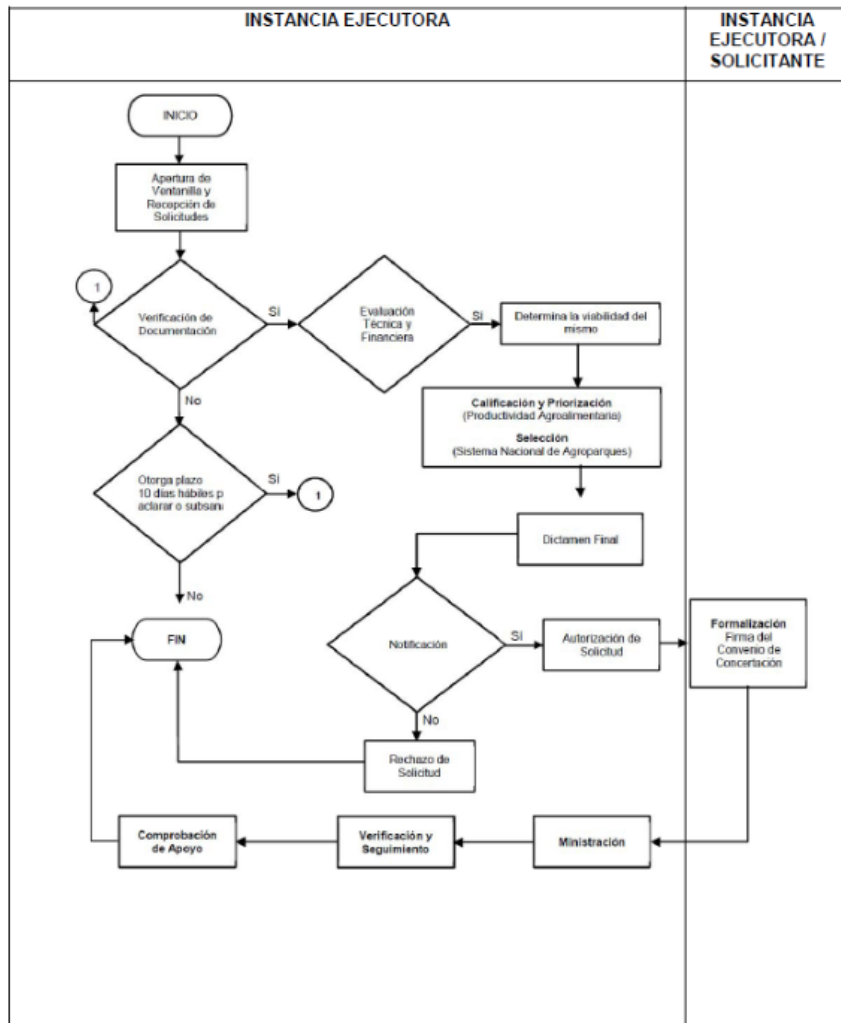 INSTANCIA EJECUTORA
INSTANCIA
EJECUTORA /
SOLICITANTE
INICIO
Apertura de
Ventanilla y
Recepción de
Solicitudes
1
Verificación de
Documentación
Si
Evaluación
Técnica y
Financiera
Si
Determina la viabilidad del
mismo
No
Calificación y Priorización
(Productividad Agroalimentaria)
Selección
(Sistema Nacional de Agroparques)
Otorga plazo
10 días hábiles p
aclarar o subsan
Si
1
No
Dictamen Final
FIN
Notificación
Si
Autorización de
Solicitud
Formalización
Firma del
Convenio de
Concertación
No
Rechazo de
Solicitud
Comprobación
de Apoyo
Verificación y
Seguimiento
Ministración